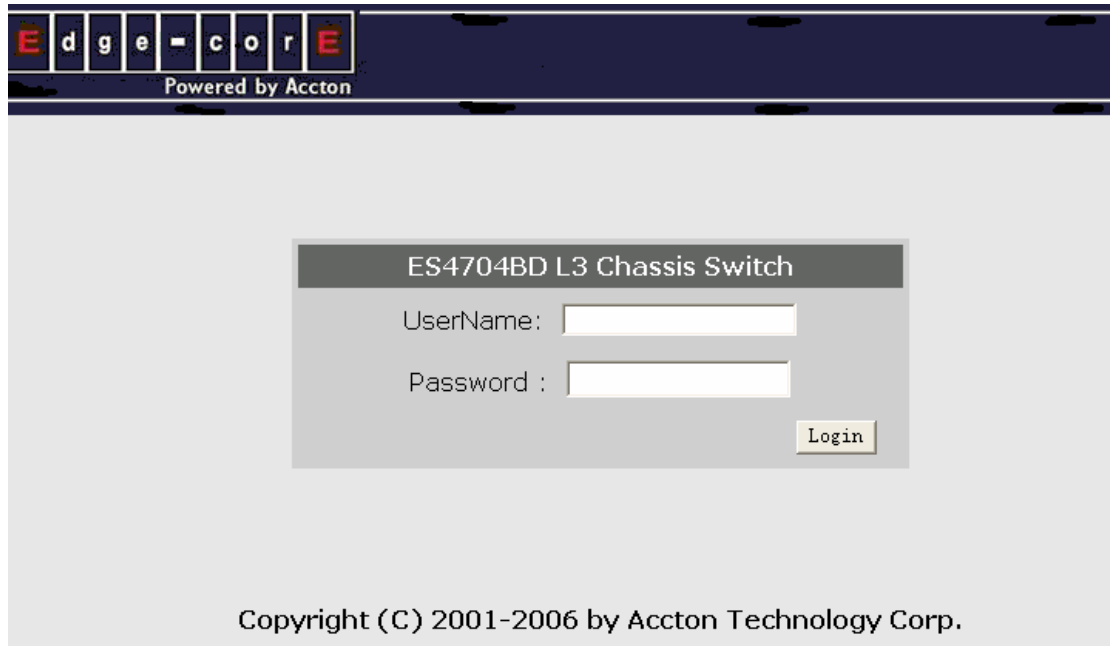 Edge-corE
Powered by Accton
ES4704BD L3 Chassis Switch
UserName:
Password :
Login
Copyright (C) 2001-2006 by Accton Technology Corp.